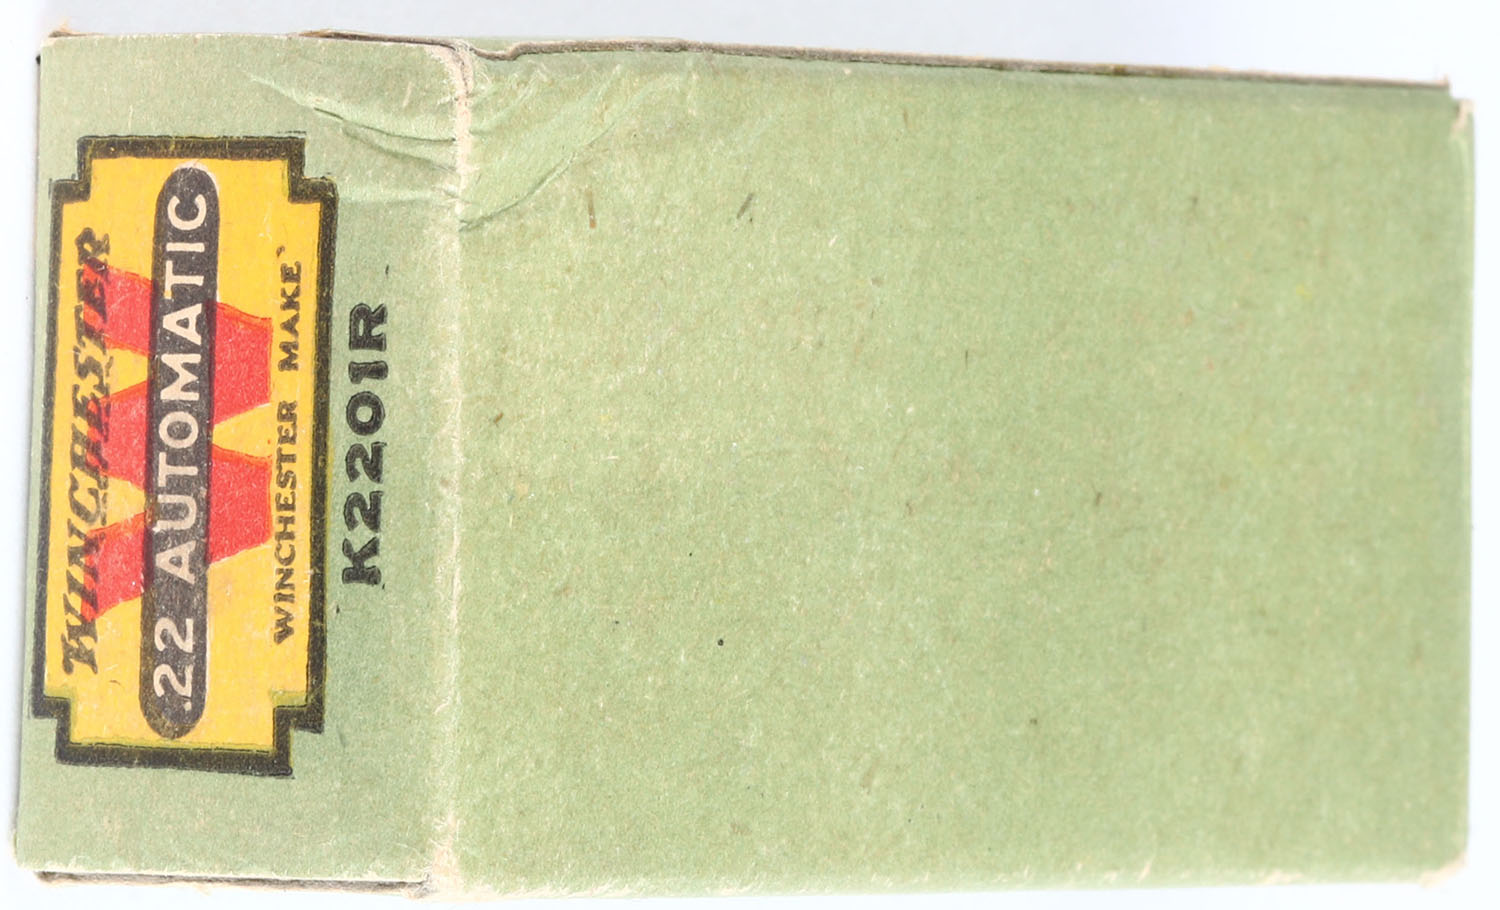 WINCHESTER
.22 AUTOMATIC
WINCHESTER MAKE
K2201R